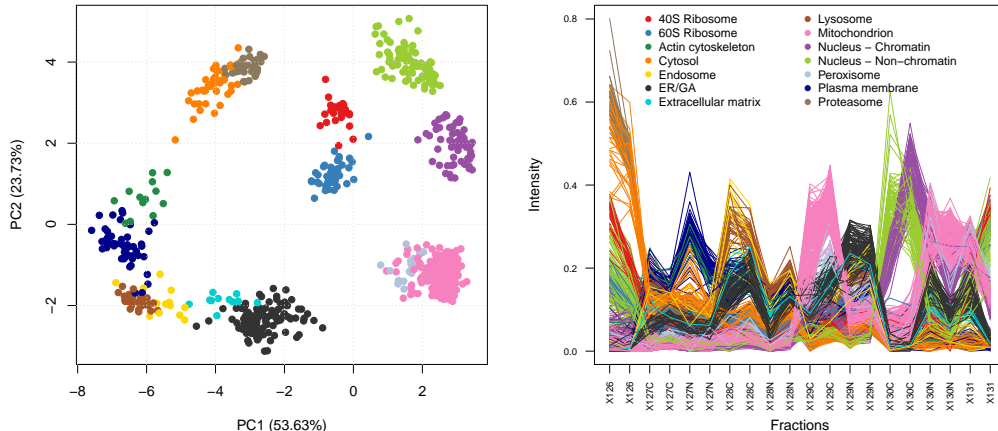 4
2
0
−2
−8
−6
−4
−2
0
2
PC2 (23.73%)
PC1 (53.63%)
0.8
0.6
0.4
0.2
0.0
Intensity
40S Ribosome
60S Ribosome
Actin cytoskeleton
Cytosol
Endosome
ER/GA
Extracellular matrix
Lysosome
Mitochondrion
Nucleus − Chromatin
Nucleus − Non−chromatin
Peroxisome
Plasma membrane
Proteasome
X126
X126
X127C
X127C
X127N
X127N
X128C
X128C
X128N
X128N
X129C
X129C
X129N
X129N
X130C
X130C
X130N
X130N
X131
X131
Fractions